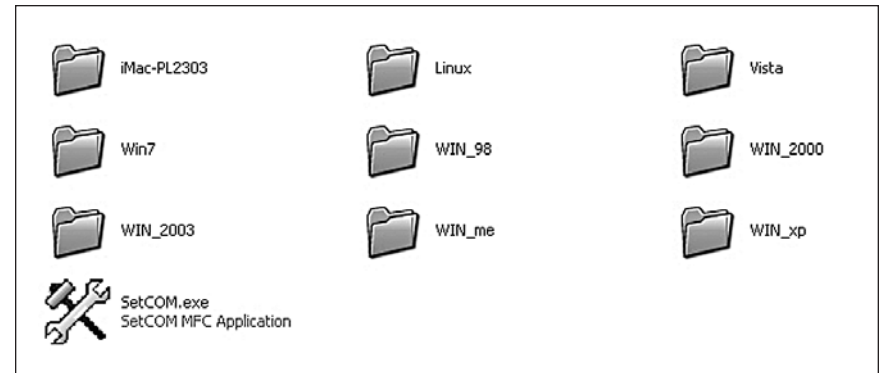 iMac-PL2303
Linux
Vista
Win7
WIN_98
WIN_2000
WIN_2003
WIN_me
WIN_xp
SetCOM.exe
SetCOM MFC Application